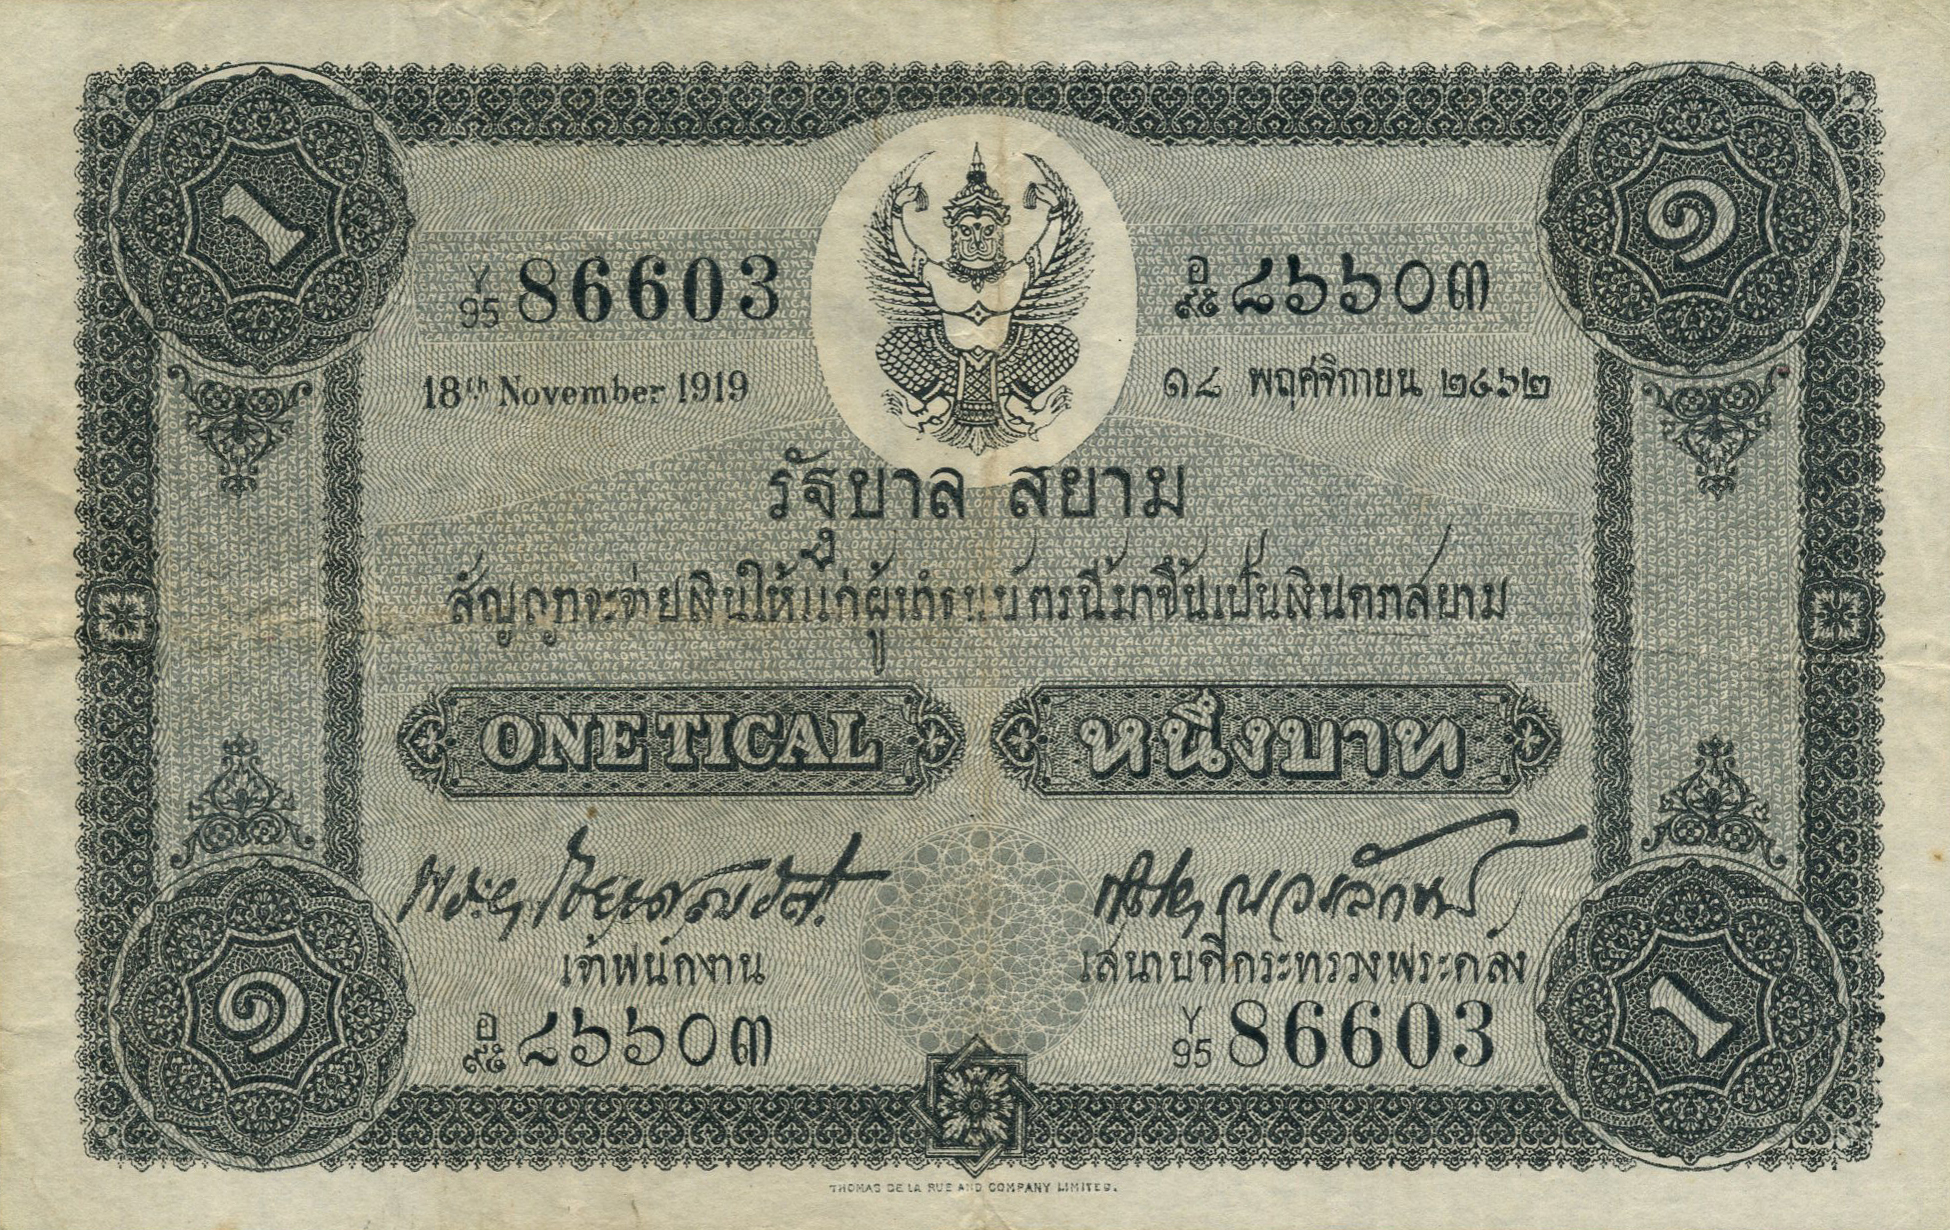 1
๑
Y
95 86603
อ
๙๕ ๘๖๖๐๓
18th November 1919
๑๘ พฤศจิกายน ๒๔๖๒
รัฐบาล สยาม
สัญญาจะจ่ายเงินให้แก่ผู้นำธนบัตรนี้มาขึ้นเป็นเงินตราสยาม
ONE TICAL
หนึ่งบาท
เจ้าพนักงาน
เสนาบดีกระทรวงพระคลัง
อ
๙๕ ๘๖๖๐๓
Y
95 86603
๑
1
THOMAS DE LA RUE AND COMPANY LIMITED.